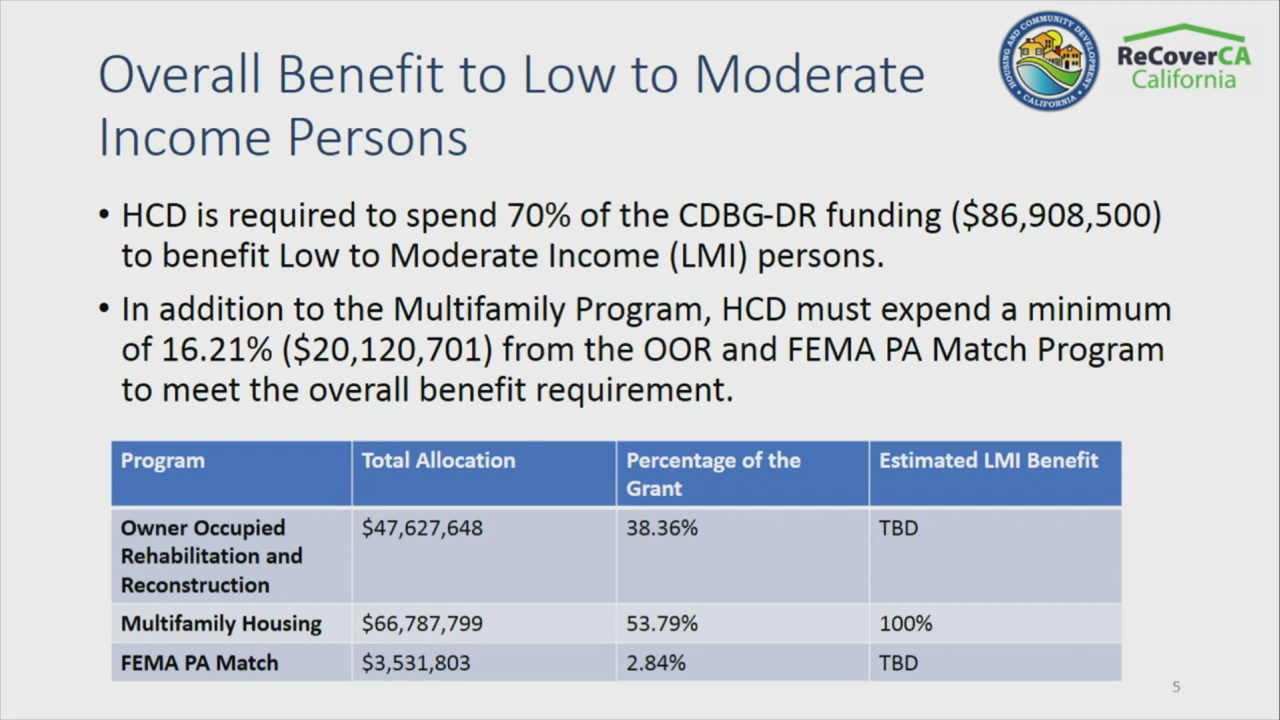 HOUSING AND COMMUNITY DEVELOPMENT
• CALIFORNIA •
ReCoverCA
California
Overall Benefit to Low to Moderate
Income Persons
• HCD is required to spend 70% of the CDBG-DR funding ($86,908,500)
to benefit Low to Moderate Income (LMI) persons.
• In addition to the Multifamily Program, HCD must expend a minimum
of 16.21% ($20,120,701) from the OOR and FEMA PA Match Program
to meet the overall benefit requirement.
Program Total Allocation Percentage of the Estimated LMI Benefit
Grant
Owner Occupied $47,627,648 38.36% TBD
Rehabilitation and
Reconstruction
Multifamily Housing $66,787,799 53.79% 100%
FEMA PA Match $3,531,803 2.84% TBD
5